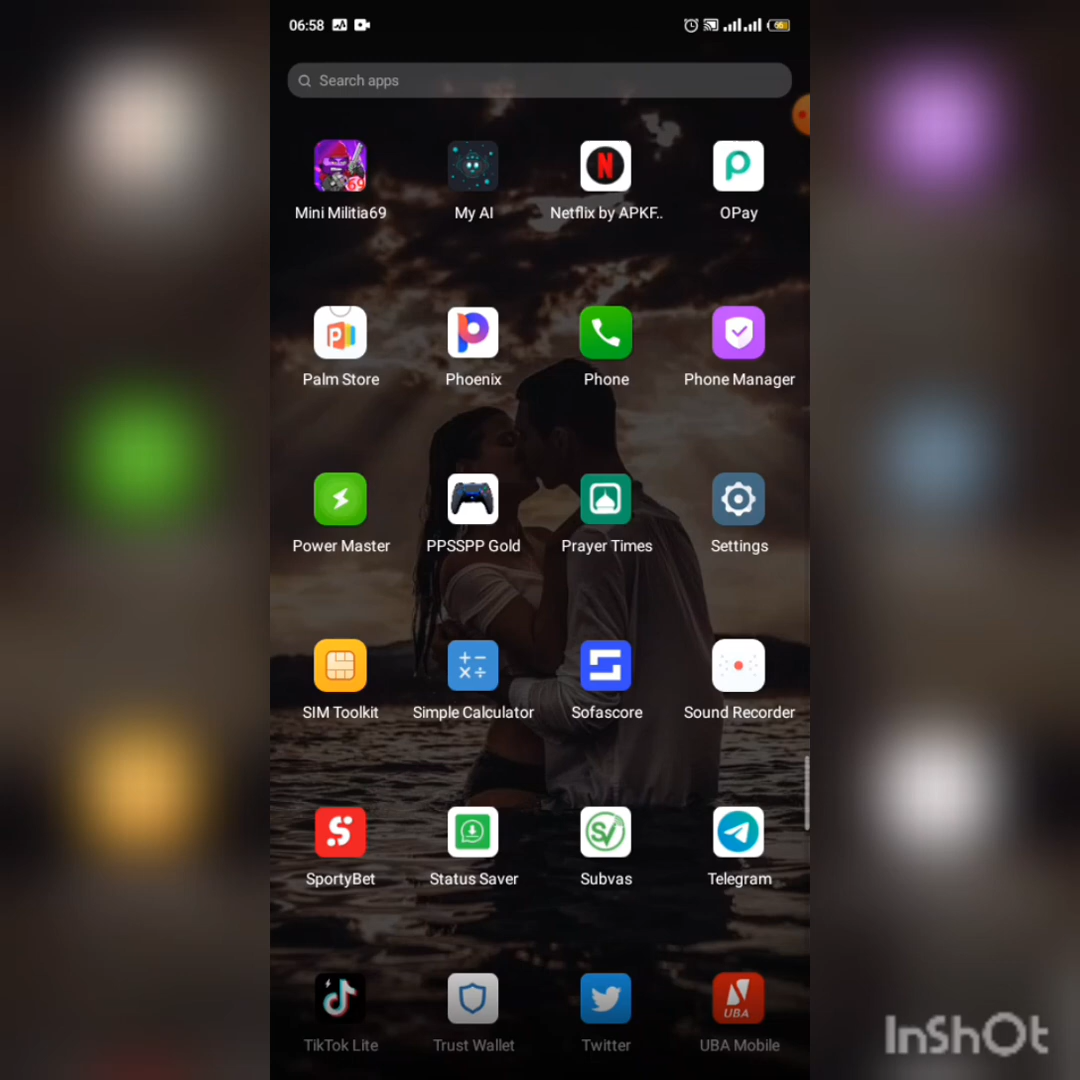 06:58
Search apps
Mini Militia69 My AI Netflix by APKF.. OPay
Palm Store Phoenix Phone Phone Manager
Power Master PPSSPP Gold Prayer Times Settings
SIM Toolkit Simple Calculator Sofascore Sound Recorder
SportyBet Status Saver Subvas Telegram
UBA
TikTok Lite Trust Wallet Twitter UBA Mobile
InShOt